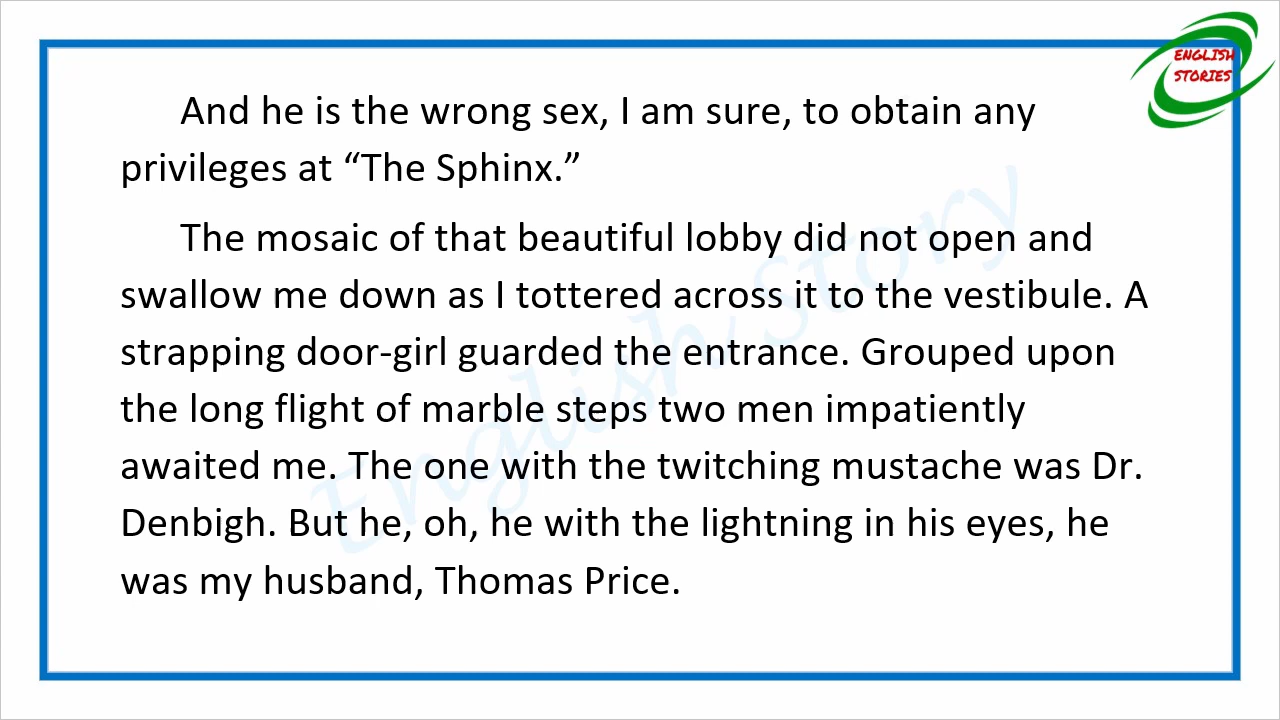 ENGLISH
STORIES
And he is the wrong sex, I am sure, to obtain any
privileges at “The Sphinx.”
The mosaic of that beautiful lobby did not open and
swallow me down as I tottered across it to the vestibule. A
strapping door-girl guarded the entrance. Grouped upon
the long flight of marble steps two men impatiently
awaited me. The one with the twitching mustache was Dr.
Denbigh. But he, oh, he with the lightning in his eyes, he
was my husband, Thomas Price.
English Story